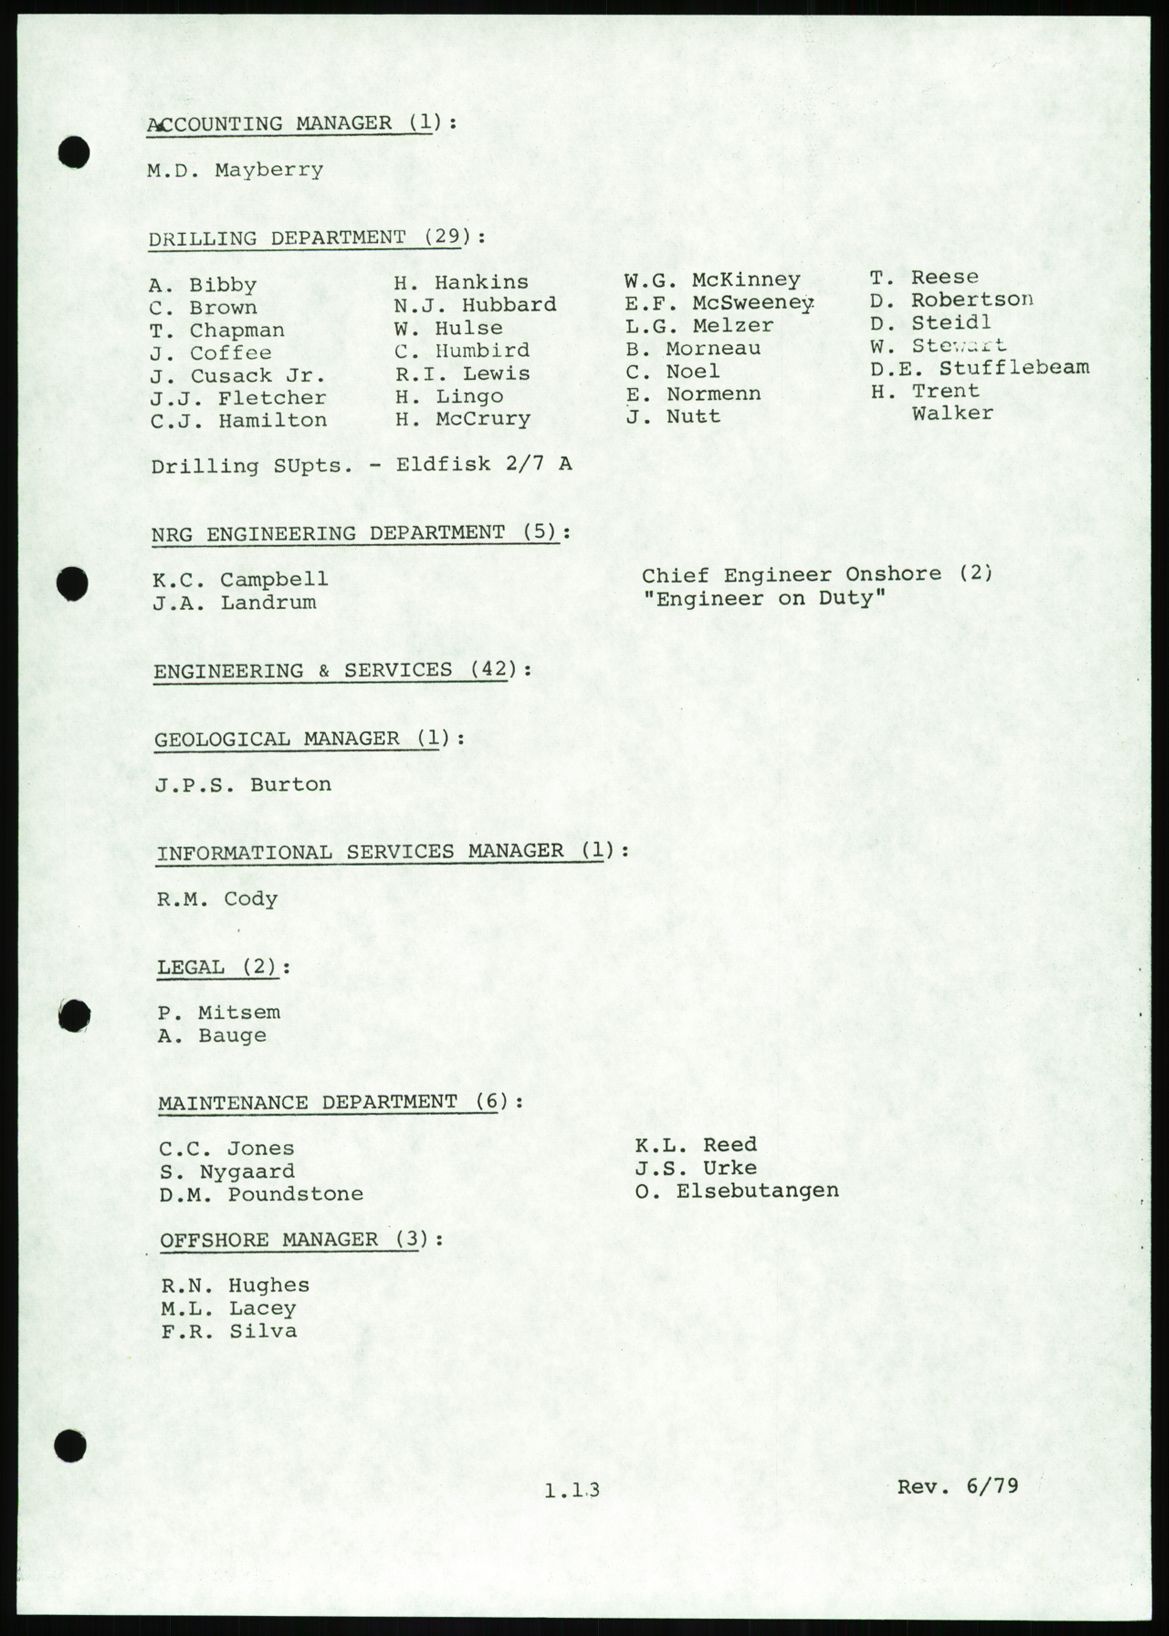 ACCOUNTING MANAGER (1):
M.D. Mayberry
DRILLING DEPARTMENT (29):
A. Bibby H. Hankins W.G. McKinney T. Reese
C. Brown N.J. Hubbard E.F. McSweeney D. Robertson
T. Chapman W. Hulse L.G. Melzer D. Steidl
J. Coffee C. Humbird B. Morneau W. Stewart
J. Cusack Jr. R.I. Lewis C. Noel D.E. Stufflebeam
J.J. Fletcher H. Lingo E. Normenn H. Trent
C.J. Hamilton H. McCrury J. Nutt Walker
Drilling SUpts. - Eldfisk 2/7 A
NRG ENGINEERING DEPARTMENT (5):
K.C. Campbell Chief Engineer Onshore (2)
J.A. Landrum "Engineer on Duty"
ENGINEERING & SERVICES (42):
GEOLOGICAL MANAGER (1):
J.P.S. Burton
INFORMATIONAL SERVICES MANAGER (1):
R.M. Cody
LEGAL (2):
P. Mitsem
A. Bauge
MAINTENANCE DEPARTMENT (6):
C.C. Jones K.L. Reed
S. Nygaard J.S. Urke
D.M. Poundstone O. Elsebutangen
OFFSHORE MANAGER (3):
R.N. Hughes
M.L. Lacey
F.R. Silva
1.1.3 Rev. 6/79